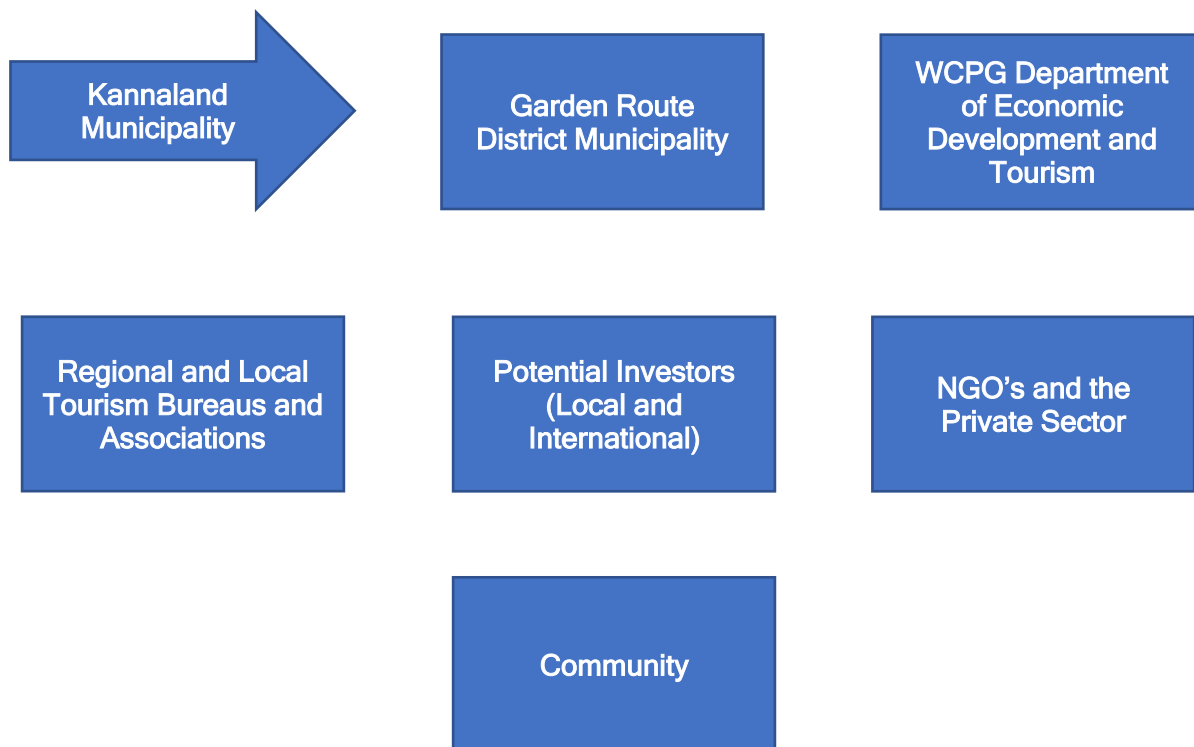 Kannaland
Municipality
Garden Route
District Municipality
WCPG Department
of Economic
Development and
Tourism
Regional and Local
Tourism Bureaus and
Associations
Potential Investors
(Local and
International)
NGO’s and the
Private Sector
Community